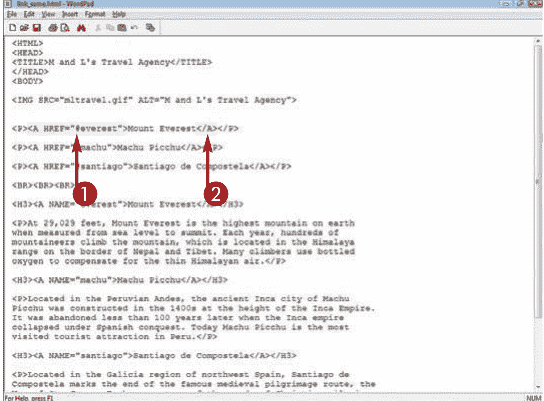 link_same.html - WordPad
File Edit View Insert Format Help
<HTML>
<HEAD>
<TITLE>M and L's Travel Agency</TITLE>
</HEAD>
<BODY>
<IMG SRC="mltravel.gif" ALT="M and L's Travel Agency">
<P><A HREF="#everest">Mount Everest</A></P>
<P><A HREF="#machu">Machu Picchu</A></P>
<P><A HREF="#santiago">Santiago de Compostela</A></P>
<BR><BR><BR>
1 2
<H3><A NAME="everest">Mount Everest</A></H3>
<P>At 29,029 feet, Mount Everest is the highest mountain on earth
when measured from sea level to summit. Each year, hundreds of
mountaineers climb the mountain, which is located in the Himalaya
range on the border of Nepal and Tibet. Many climbers use bottled
oxygen to compensate for the thin Himalayan air.</P>
<H3><A NAME="machu">Machu Picchu</A></H3>
<P>Located in the Peruvian Andes, the ancient Inca city of Machu
Picchu was constructed in the 1400s at the height of the Inca Empire.
It was abandoned less than 100 years later when the Inca empire
collapsed under Spanish conquest. Today Machu Picchu is the most
visited tourist attraction in Peru.</P>
<H3><A NAME="santiago">Santiago de Compostela</A></H3>
<P>Located in the Galicia region of northwest Spain, Santiago de
Compostela marks the end of the famous medieval pilgrimage route, the
For Help, press F1 NUM